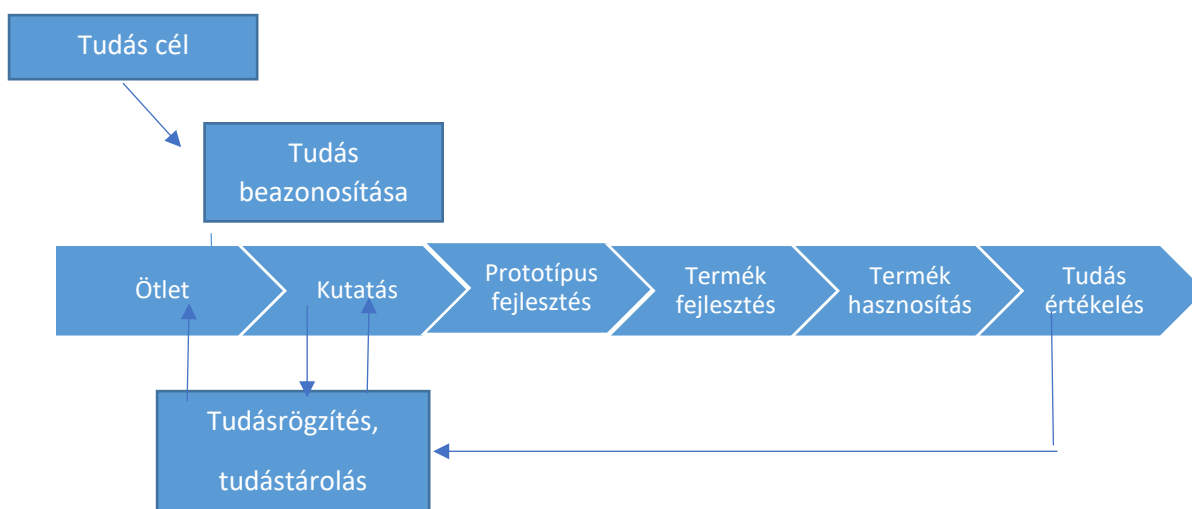 Tudás cél
Tudás
beazonosítása
Ötlet
Kutatás
Prototípus
fejlesztés
Termék
fejlesztés
Termék
hasznosítás
Tudás
értékelés
Tudásrögzítés,
tudástárolás